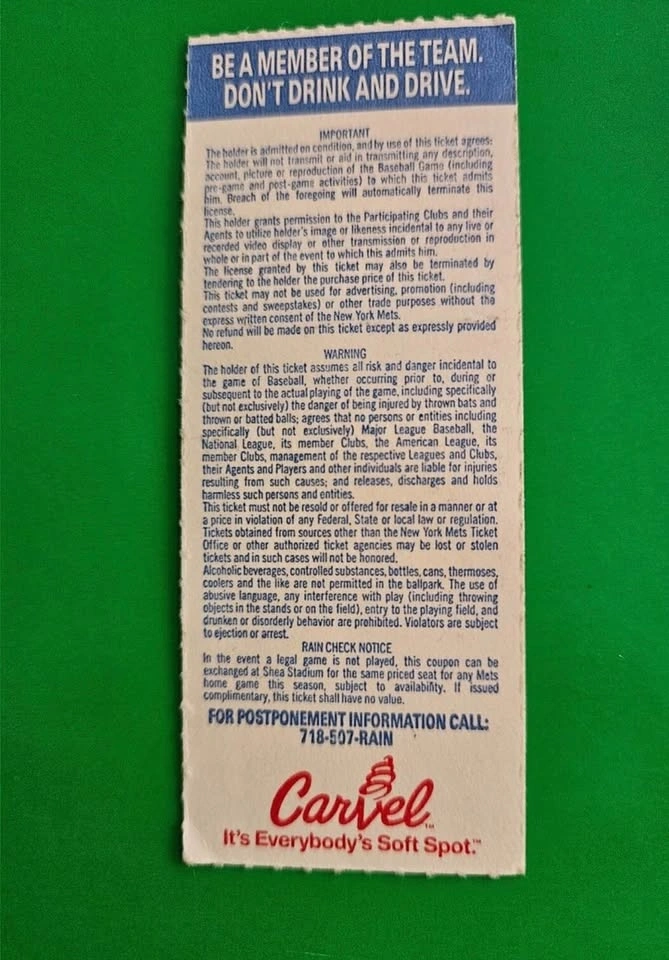 BE A MEMBER OF THE TEAM.
DON'T DRINK AND DRIVE.
IMPORTANT
The holder is admitted on condition, and by use of this ticket agrees:
The holder will not transmit or aid in transmitting any description,
account, picture or reproduction of the Baseball Game (including
pre-game and post-game activities) to which this ticket admits
him. Breach of the foregoing will automatically terminate this
license.
This holder grants permission to the Participating Clubs and their
Agents to utilize holder's image or likeness incidental to any live or
recorded video display or other transmission or reproduction in
whole or in part of the event to which this admits him.
The license granted by this ticket may also be terminated by
tendering to the holder the purchase price of this ticket.
This ticket may not be used for advertising, promotion (including
contests and sweepstakes) or other trade purposes without the
express written consent of the New York Mets.
No refund will be made on this ticket except as expressly provided
hereon.
WARNING
The holder of this ticket assumes all risk and danger incidental to
the game of Baseball, whether occurring prior to, during or
subsequent to the actual playing of the game, including specifically
(but not exclusively) the danger of being injured by thrown bats and
thrown or batted balls; agrees that no persons or entities including
specifically (but not exclusively) Major League Baseball, the
National League, its member Clubs, the American League, its
member Clubs, management of the respective Leagues and Clubs,
their Agents and Players and other individuals are liable for injuries
resulting from such causes; and releases, discharges and holds
harmless such persons and entities.
This ticket must not be resold or offered for resale in a manner or at
a price in violation of any Federal, State or local law or regulation.
Tickets obtained from sources other than the New York Mets Ticket
Office or other authorized ticket agencies may be lost or stolen
tickets and in such cases will not be honored.
Alcoholic beverages, controlled substances, bottles, cans, thermoses,
coolers and the like are not permitted in the ballpark. The use of
abusive language, any interference with play (including throwing
objects in the stands or on the field), entry to the playing field, and
drunken or disorderly behavior are prohibited. Violators are subject
to ejection or arrest.
RAIN CHECK NOTICE
In the event a legal game is not played, this coupon can be
exchanged at Shea Stadium for the same priced seat for any Mets
home game this season, subject to availability. If issued
complimentary, this ticket shall have no value.
FOR POSTPONEMENT INFORMATION CALL:
718-507-RAIN
Carvel™
It's Everybody's Soft Spot.™